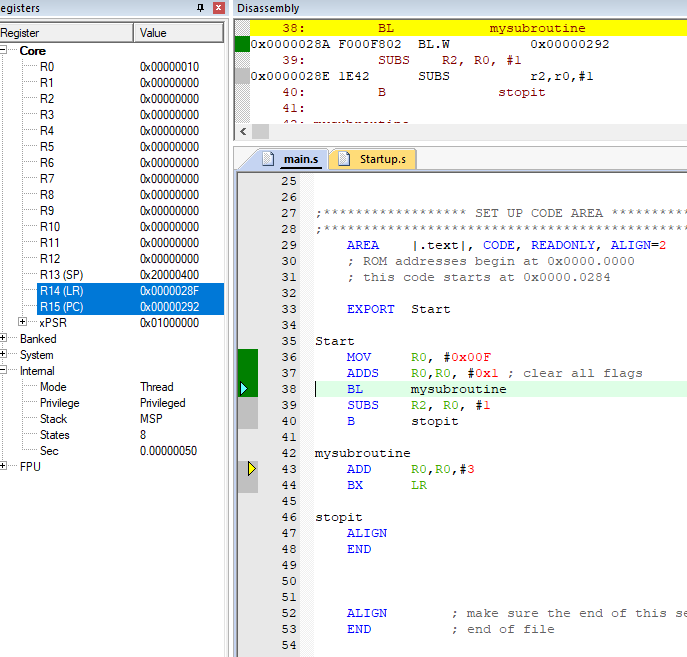 egisters
Register Value
Core
R0 0x00000010
R1 0x00000000
R2 0x00000000
R3 0x00000000
R4 0x00000000
R5 0x00000000
R6 0x00000000
R7 0x00000000
R8 0x00000000
R9 0x00000000
R10 0x00000000
R11 0x00000000
R12 0x00000000
R13 (SP) 0x20000400
R14 (LR) 0x0000028F
R15 (PC) 0x00000292
xPSR 0x01000000
Banked
System
Internal
Mode Thread
Privilege Privileged
Stack MSP
States 8
Sec 0.00000050
FPU
Disassembly
38: BL mysubroutine
0x0000028A F000F802 BL.W 0x00000292
39: SUBS R2, R0, #1
0x0000028E 1E42 SUBS r2,r0,#1
40: B stopit
41:
42: mysubroutine
main.s Startup.s
25
26
27 ;****************** SET UP CODE AREA **********
28 ;***********************************************
29 AREA |.text|, CODE, READONLY, ALIGN=2
30 ; ROM addresses begin at 0x0000.0000
31 ; this code starts at 0x0000.0284
32
33 EXPORT Start
34
35 Start
36 MOV R0, #0x00F
37 ADDS R0,R0, #0x1 ; clear all flags
38 BL mysubroutine
39 SUBS R2, R0, #1
40 B stopit
41
42 mysubroutine
43 ADD R0,R0,#3
44 BX LR
45
46 stopit
47 ALIGN
48 END
49
50
51
52 ALIGN ; make sure the end of this se
53 END ; end of file
54